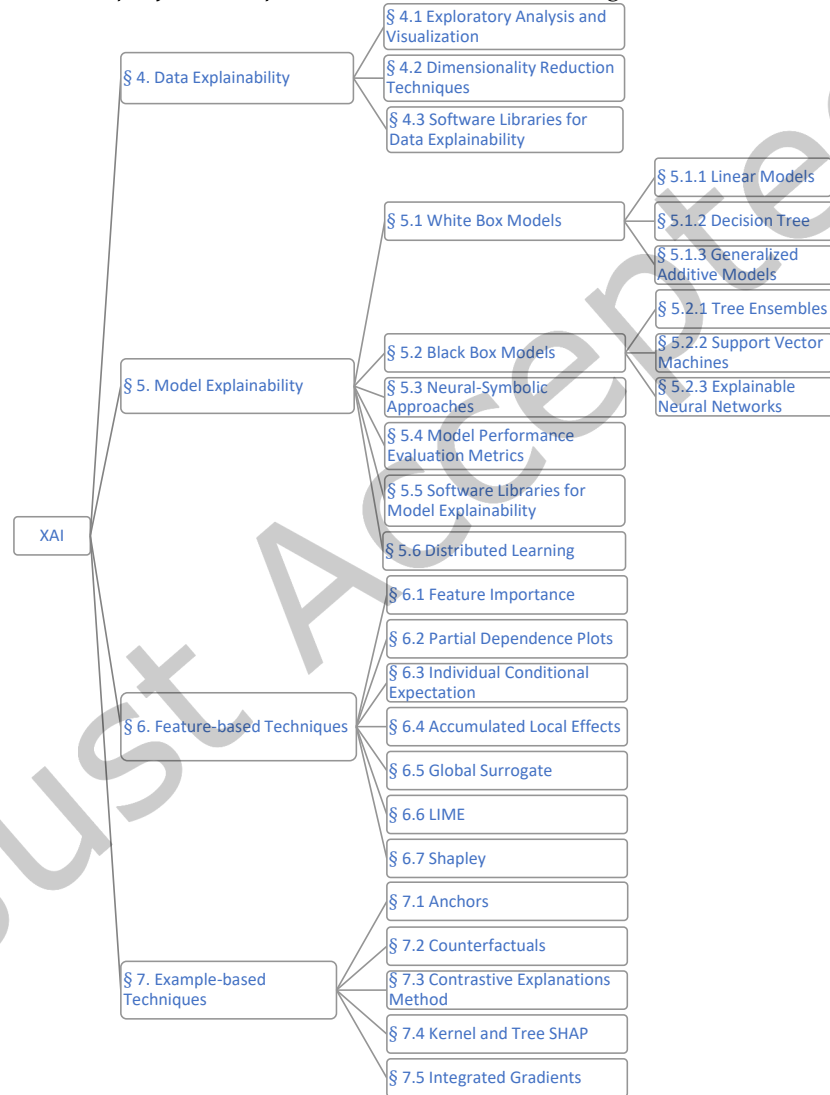 § 4.1 Exploratory Analysis and
Visualization
§ 4. Data Explainability
§ 4.2 Dimensionality Reduction
Techniques
§ 4.3 Software Libraries for
Data Explainability
§ 5.1.1 Linear Models
§ 5.1 White Box Models
§ 5.1.2 Decision Tree
§ 5.1.3 Generalized
Additive Models
§ 5.2.1 Tree Ensembles
§ 5.2 Black Box Models
§ 5.2.2 Support Vector
Machines
§ 5. Model Explainability
§ 5.3 Neural-Symbolic
Approaches
§ 5.2.3 Explainable
Neural Networks
§ 5.4 Model Performance
Evaluation Metrics
§ 5.5 Software Libraries for
Model Explainability
XAI
§ 5.6 Distributed Learning
§ 6.1 Feature Importance
§ 6.2 Partial Dependence Plots
§ 6.3 Individual Conditional
Expectation
§ 6. Feature-based Techniques
§ 6.4 Accumulated Local Effects
§ 6.5 Global Surrogate
§ 6.6 LIME
§ 6.7 Shapley
§ 7.1 Anchors
§ 7.2 Counterfactuals
§ 7. Example-based
Techniques
§ 7.3 Contrastive Explanations
Method
§ 7.4 Kernel and Tree SHAP
§ 7.5 Integrated Gradients
ust Accepte